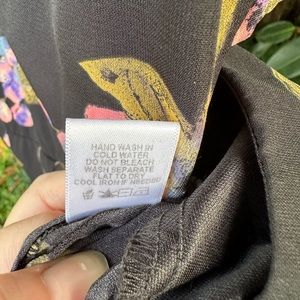 HAND WASH IN
COLD WATER
DO NOT BLEACH
WASH SEPARATE
FLAT TO DRY
COOL IRON IF NEEDED